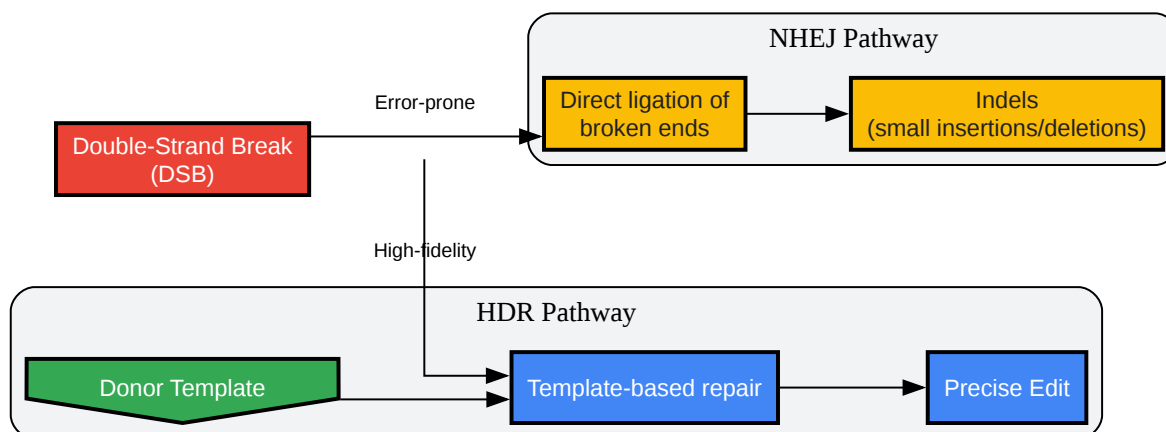 NHEJ Pathway
Error-prone
Direct ligation of
broken ends
Indels
(small insertions/deletions)
Double-Strand Break
(DSB)
High-fidelity
HDR Pathway
Donor Template
Template-based repair
Precise Edit